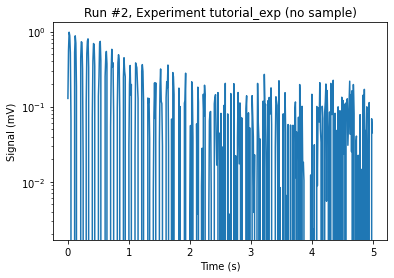 Run #2, Experiment tutorial_exp (no sample)
10⁰
10⁻¹
10⁻²
Signal (mV)
0 1 2 3 4 5
Time (s)